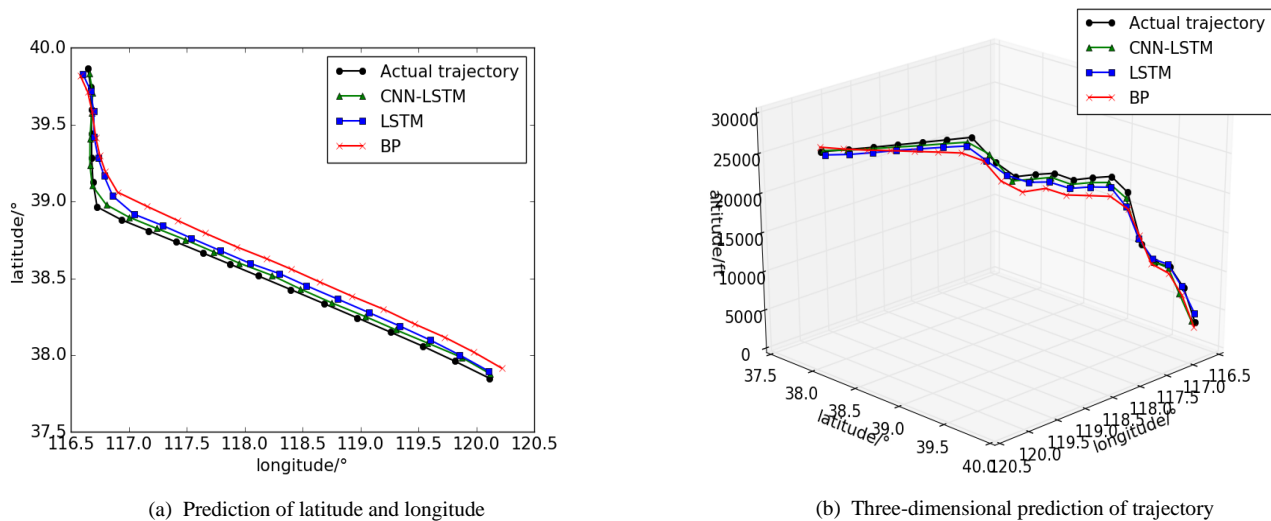 40.0
39.5
39.0
38.5
38.0
37.5
latitude/°
116.5 117.0 117.5 118.0 118.5 119.0 119.5 120.0 120.5
longitude/°
Actual trajectory
CNN-LSTM
LSTM
BP
(a) Prediction of latitude and longitude
Actual trajectory
CNN-LSTM
LSTM
BP
30000
25000
20000
15000
10000
5000
0
altitude/ft
37.5
38.0
38.5
39.0
39.5
40.0
latitude/°
120.5
120.0
119.5
119.0
118.5
118.0
117.5
117.0
116.5
longitude/°
(b) Three-dimensional prediction of trajectory